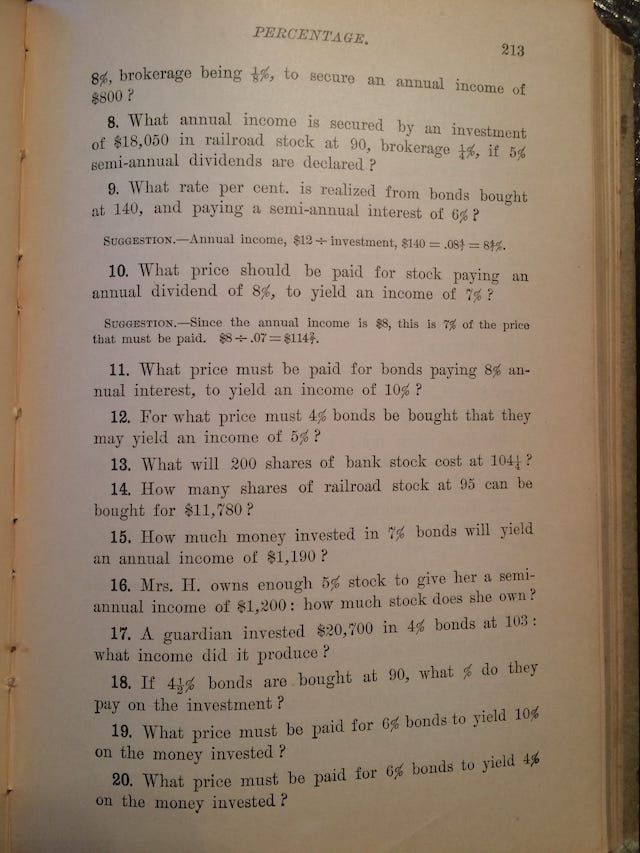 PERCENTAGE.
213
8%, brokerage being ⅛%, to secure an annual income of
$800 ?
8. What annual income is secured by an investment
of $18,050 in railroad stock at 90, brokerage ¼%, if 5%
semi-annual dividends are declared ?
9. What rate per cent. is realized from bonds bought
at 140, and paying a semi-annual interest of 6% ?
SUGGESTION.—Annual income, $12 ÷ investment, $140 = .08 4/7 = 8 4/7%.
10. What price should be paid for stock paying an
annual dividend of 8%, to yield an income of 7% ?
SUGGESTION.—Since the annual income is $8, this is 7% of the price
that must be paid. $8 ÷ .07 = $114 2/7.
11. What price must be paid for bonds paying 8% an-
nual interest, to yield an income of 10% ?
12. For what price must 4% bonds be bought that they
may yield an income of 5% ?
13. What will 200 shares of bank stock cost at 104¼ ?
14. How many shares of railroad stock at 95 can be
bought for $11,780 ?
15. How much money invested in 7% bonds will yield
an annual income of $1,190 ?
16. Mrs. H. owns enough 5% stock to give her a semi-
annual income of $1,200 : how much stock does she own ?
17. A guardian invested $20,700 in 4% bonds at 103 :
what income did it produce ?
18. If 4½% bonds are bought at 90, what % do they
pay on the investment ?
19. What price must be paid for 6% bonds to yield 10%
on the money invested ?
20. What price must be paid for 6% bonds to yield 4%
on the money invested ?